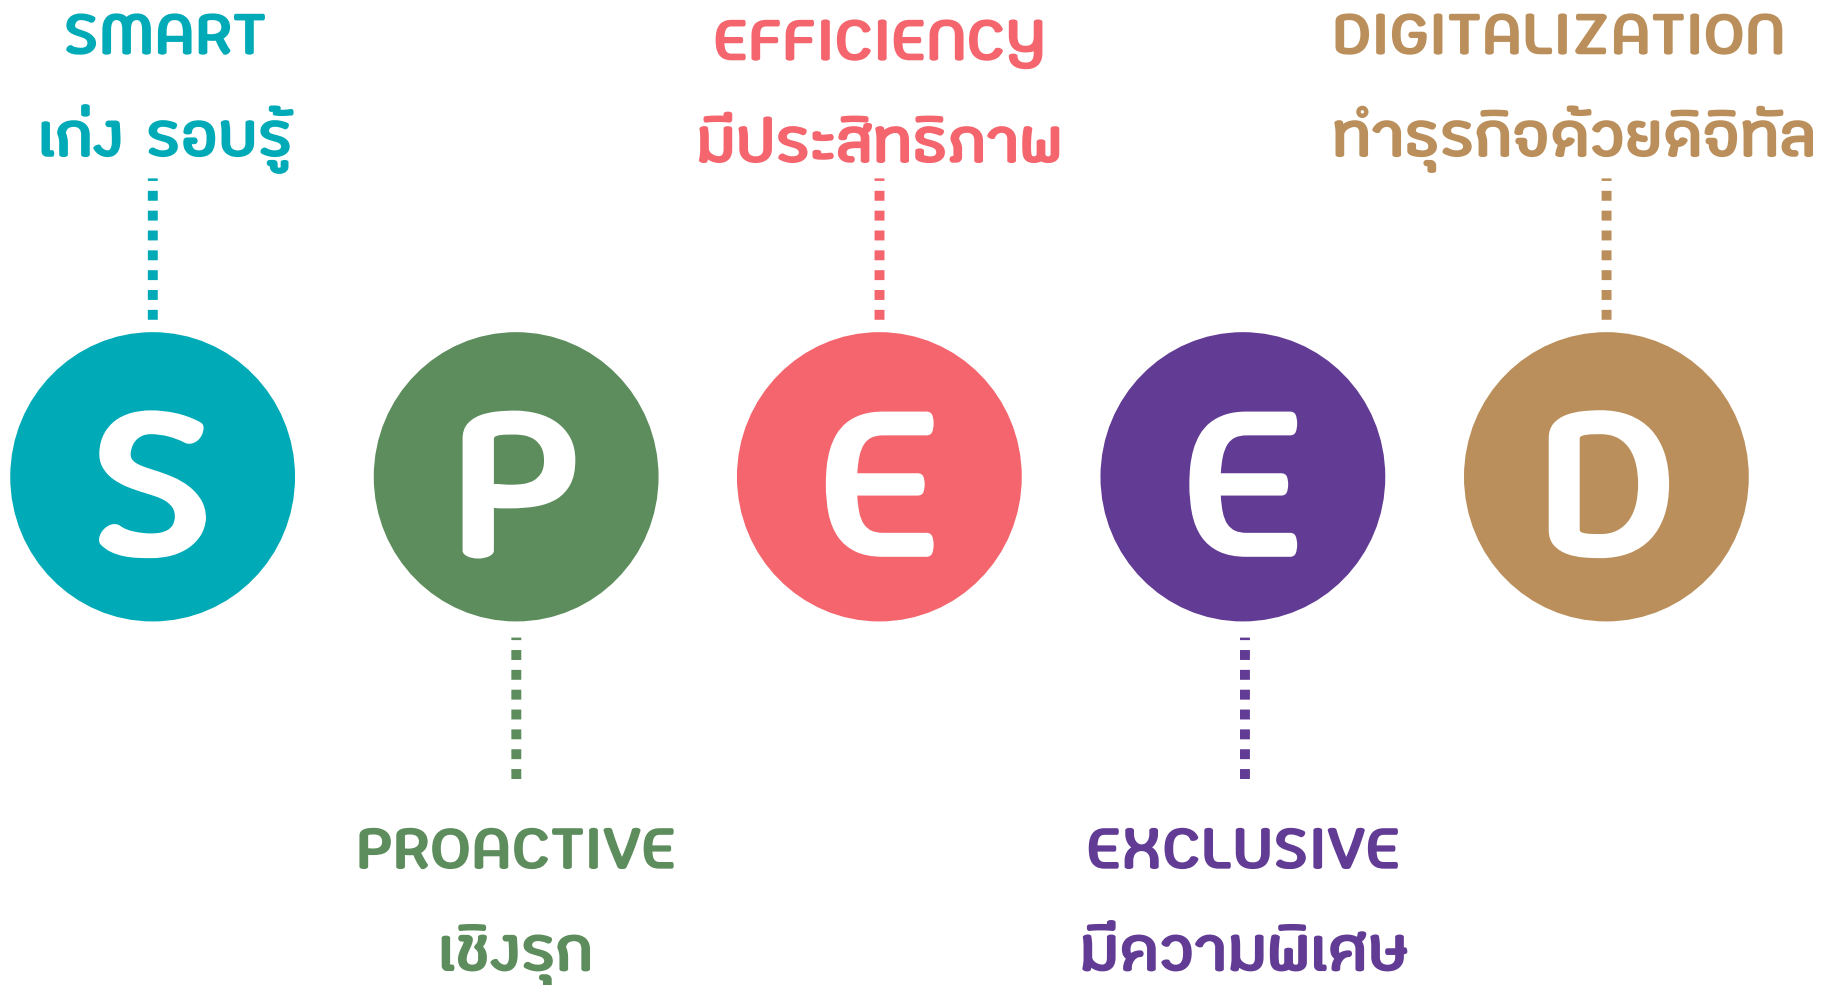 SMART
เก่ง รอบรู้
EFFICIENCY
มีประสิทธิภาพ
DIGITALIZATION
ทำธุรกิจด้วยดิจิทัล
S
P
E
E
D
PROACTIVE
เชิงรุก
EXCLUSIVE
มีความพิเศษ